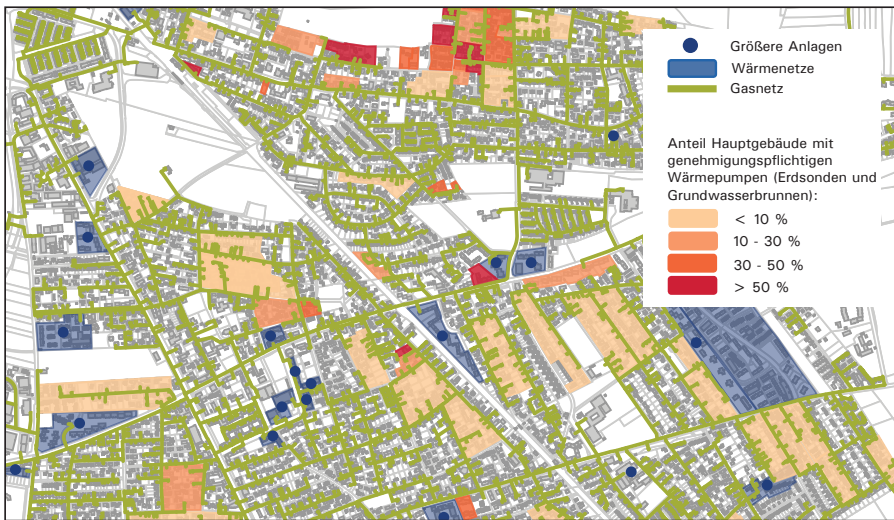 Größere Anlagen
Wärmenetze
Gasnetz
Anteil Hauptgebäude mit
genehmigungspflichtigen
Wärmepumpen (Erdsonden und
Grundwasserbrunnen):
< 10 %
10 - 30 %
30 - 50 %
> 50 %